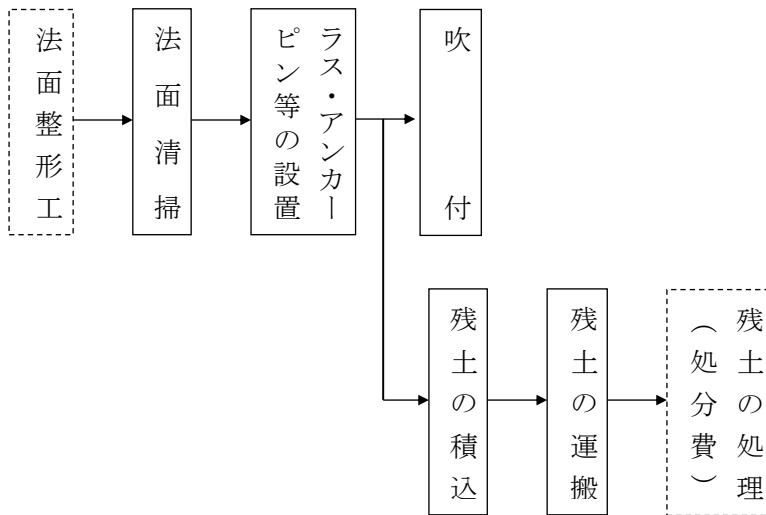 法面整形工
法面清掃
ラス・アンカー
ピン等の設置
吹付
残土の積込
残土の運搬
残土の処理
（処分費）